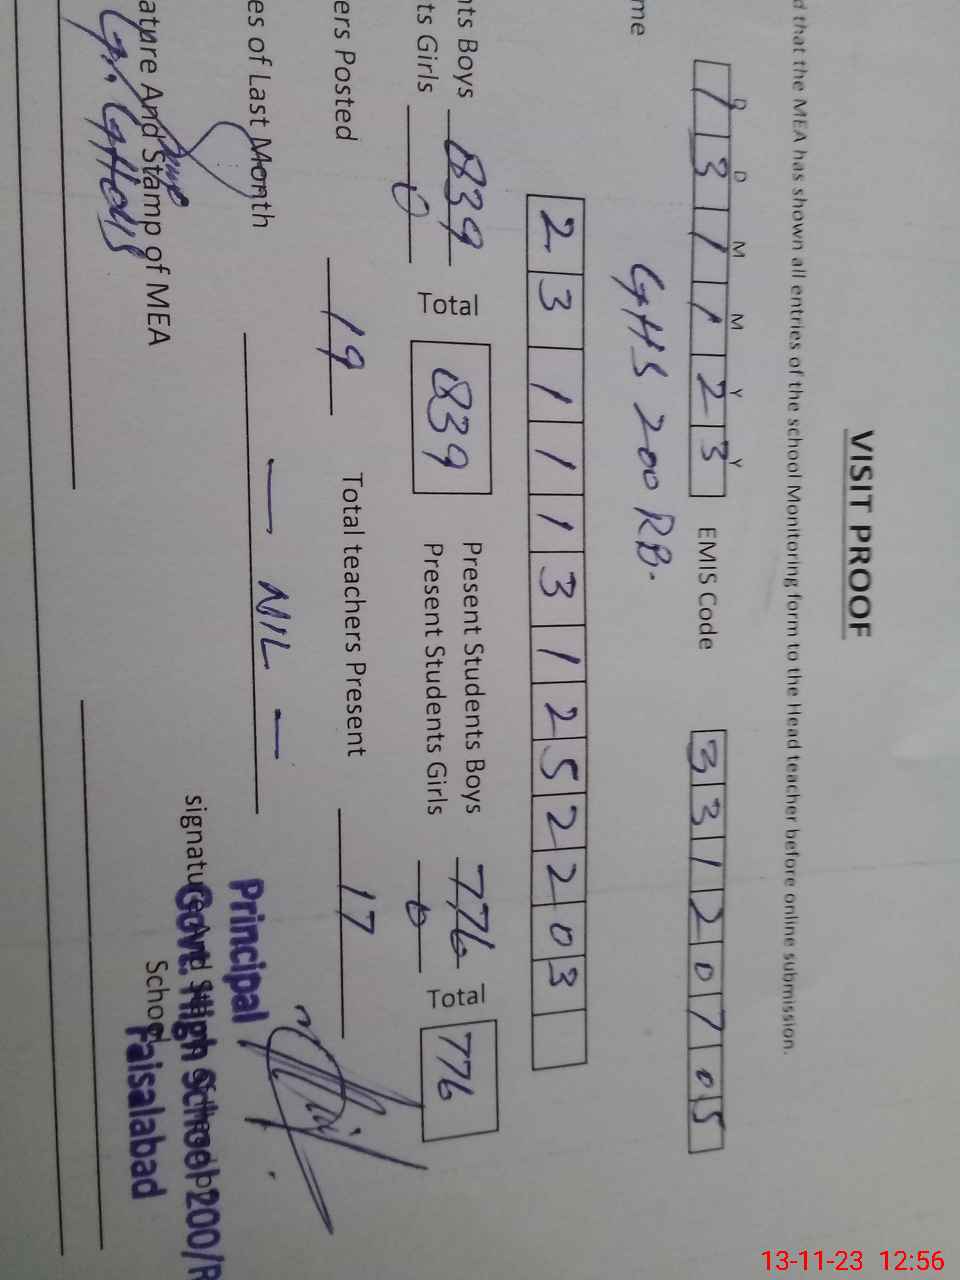 VISIT PROOF
d that the MEA has shown all entries of the school Monitoring form to the Head teacher before online submission.
D D M M Y Y
1 3 1 1 2 3 EMIS Code 3 3 1 2 0 7 0 5
me GHS 200 RB.
2 3 1 1 1 3 1 2 5 2 2 0 3
nts Boys 839 Total 839 Present Students Boys 776 Total 776
ts Girls 0 Present Students Girls 0
ers Posted 19 Total teachers Present 17
es of Last Month — NIL —
Principal
ature And Stamp of MEA signature And
Govt. High School 200/R
School
Faisalabad
13-11-23 12:56